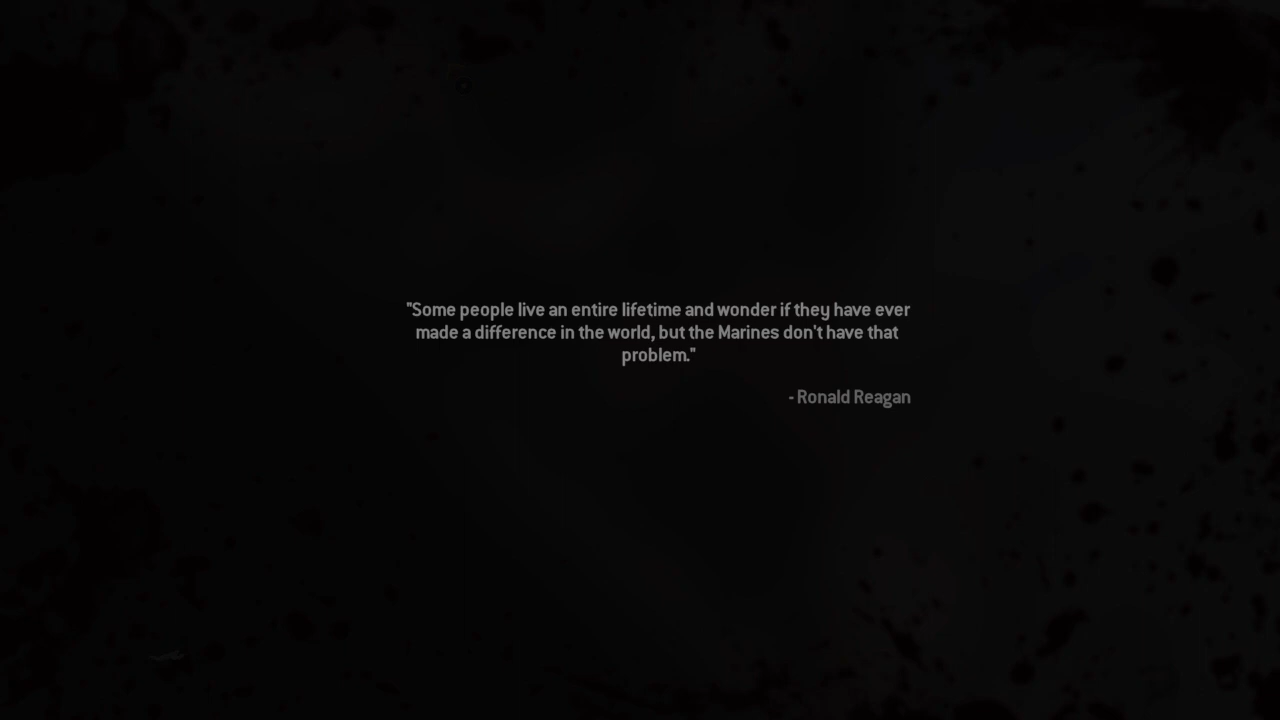 "Some people live an entire lifetime and wonder if they have ever
made a difference in the world, but the Marines don't have that
problem."
- Ronald Reagan